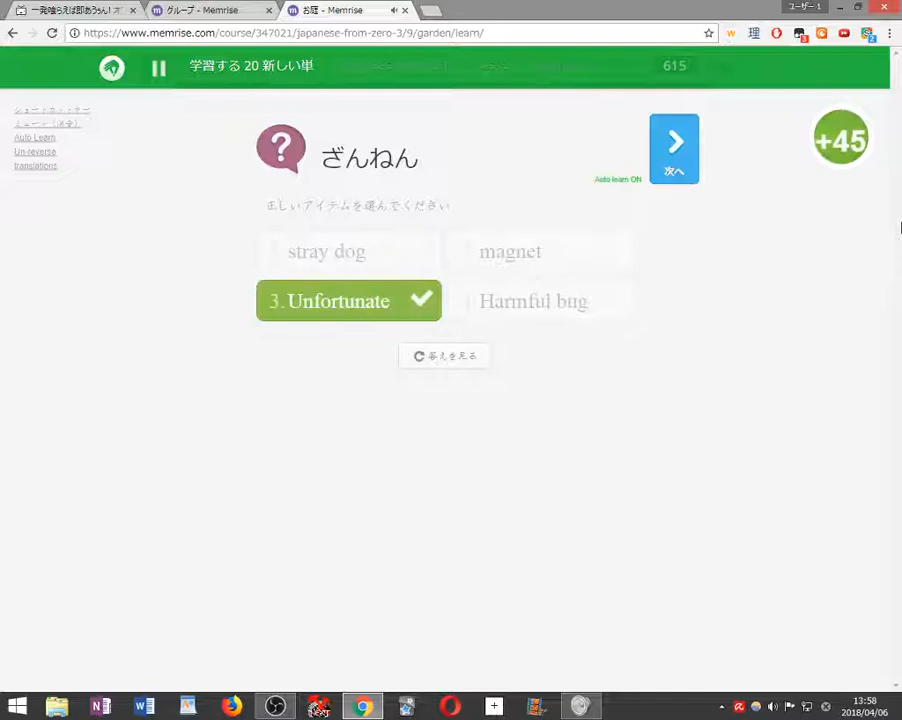 一発喰らえば即あうぅん! オ
グループ - Memrise
お庭 - Memrise
ユーザー 1
https://www.memrise.com/course/347021/japanese-from-zero-3/9/garden/learn/
学習する 20 新しい単
615
Auto Learn
Un-reverse
translations
ざんねん
次へ
Auto learn ON
+45
正しいアイテムを選んでください
stray dog
magnet
3. Unfortunate
Harmful bug
答えを見る
13:58
2018/04/06